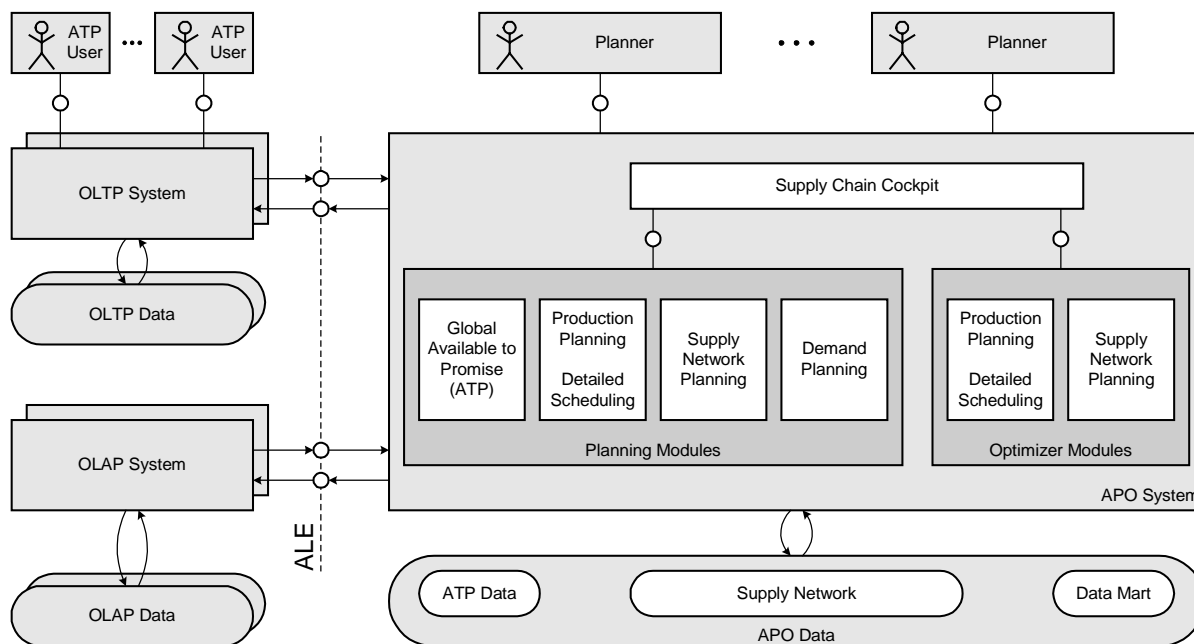 ATP
User
...
ATP
User
Planner
...
Planner
OLTP System
Supply Chain Cockpit
OLTP Data
Global
Available to
Promise
(ATP)
Production
Planning
Detailed
Scheduling
Supply
Network
Planning
Demand
Planning
Planning Modules
Production
Planning
Detailed
Scheduling
Supply
Network
Planning
Optimizer Modules
OLAP System
APO System
ALE
OLAP Data
ATP Data
Supply Network
Data Mart
APO Data